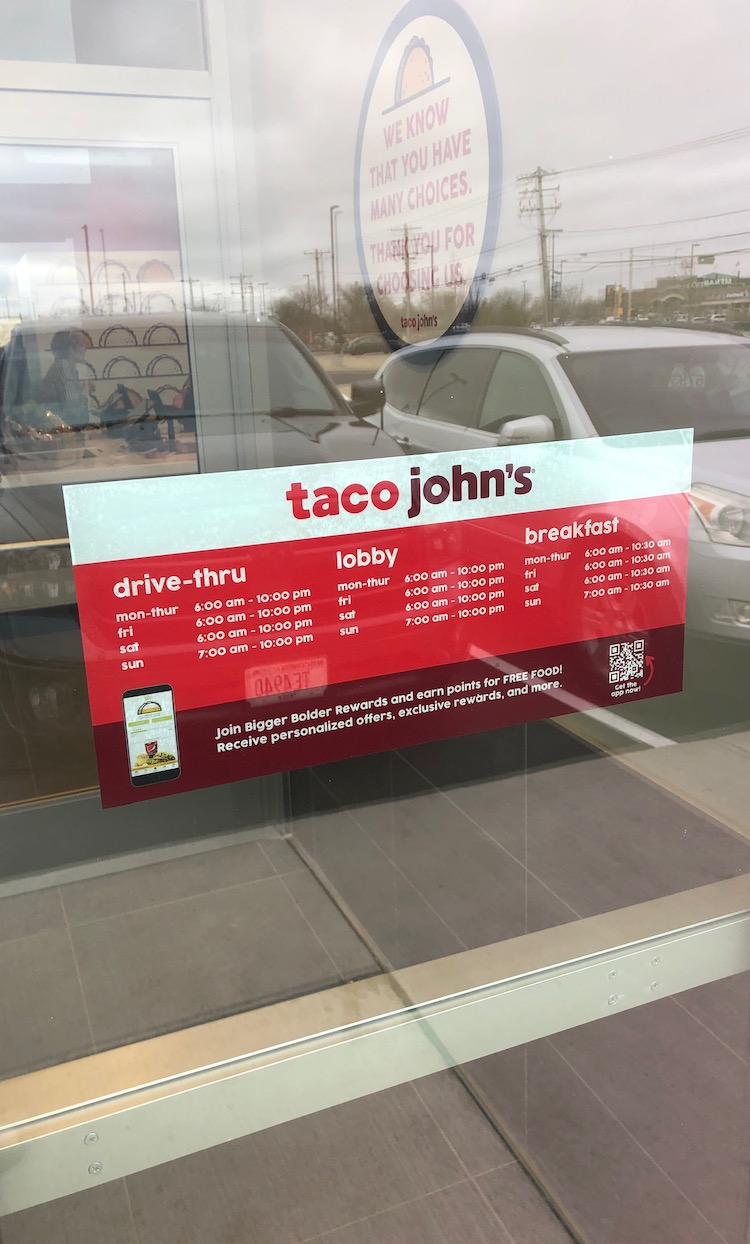 WE KNOW
THAT YOU HAVE
MANY CHOICES.
THANK YOU FOR
CHOOSING US.
taco john's
taco john's
drive-thru
mon-thur 6:00 am - 10:00 pm
fri 6:00 am - 10:00 pm
sat 6:00 am - 10:00 pm
sun 7:00 am - 10:00 pm
lobby
mon-thur 6:00 am - 10:00 pm
fri 6:00 am - 10:00 pm
sat 6:00 am - 10:00 pm
sun 7:00 am - 10:00 pm
breakfast
mon-thur 6:00 am - 10:30 am
fri 6:00 am - 10:30 am
sat 6:00 am - 10:30 am
sun 7:00 am - 10:30 am
Join Bigger Bolder Rewards and earn points for FREE FOOD!
Receive personalized offers, exclusive rewards, and more.
Get the
app now!